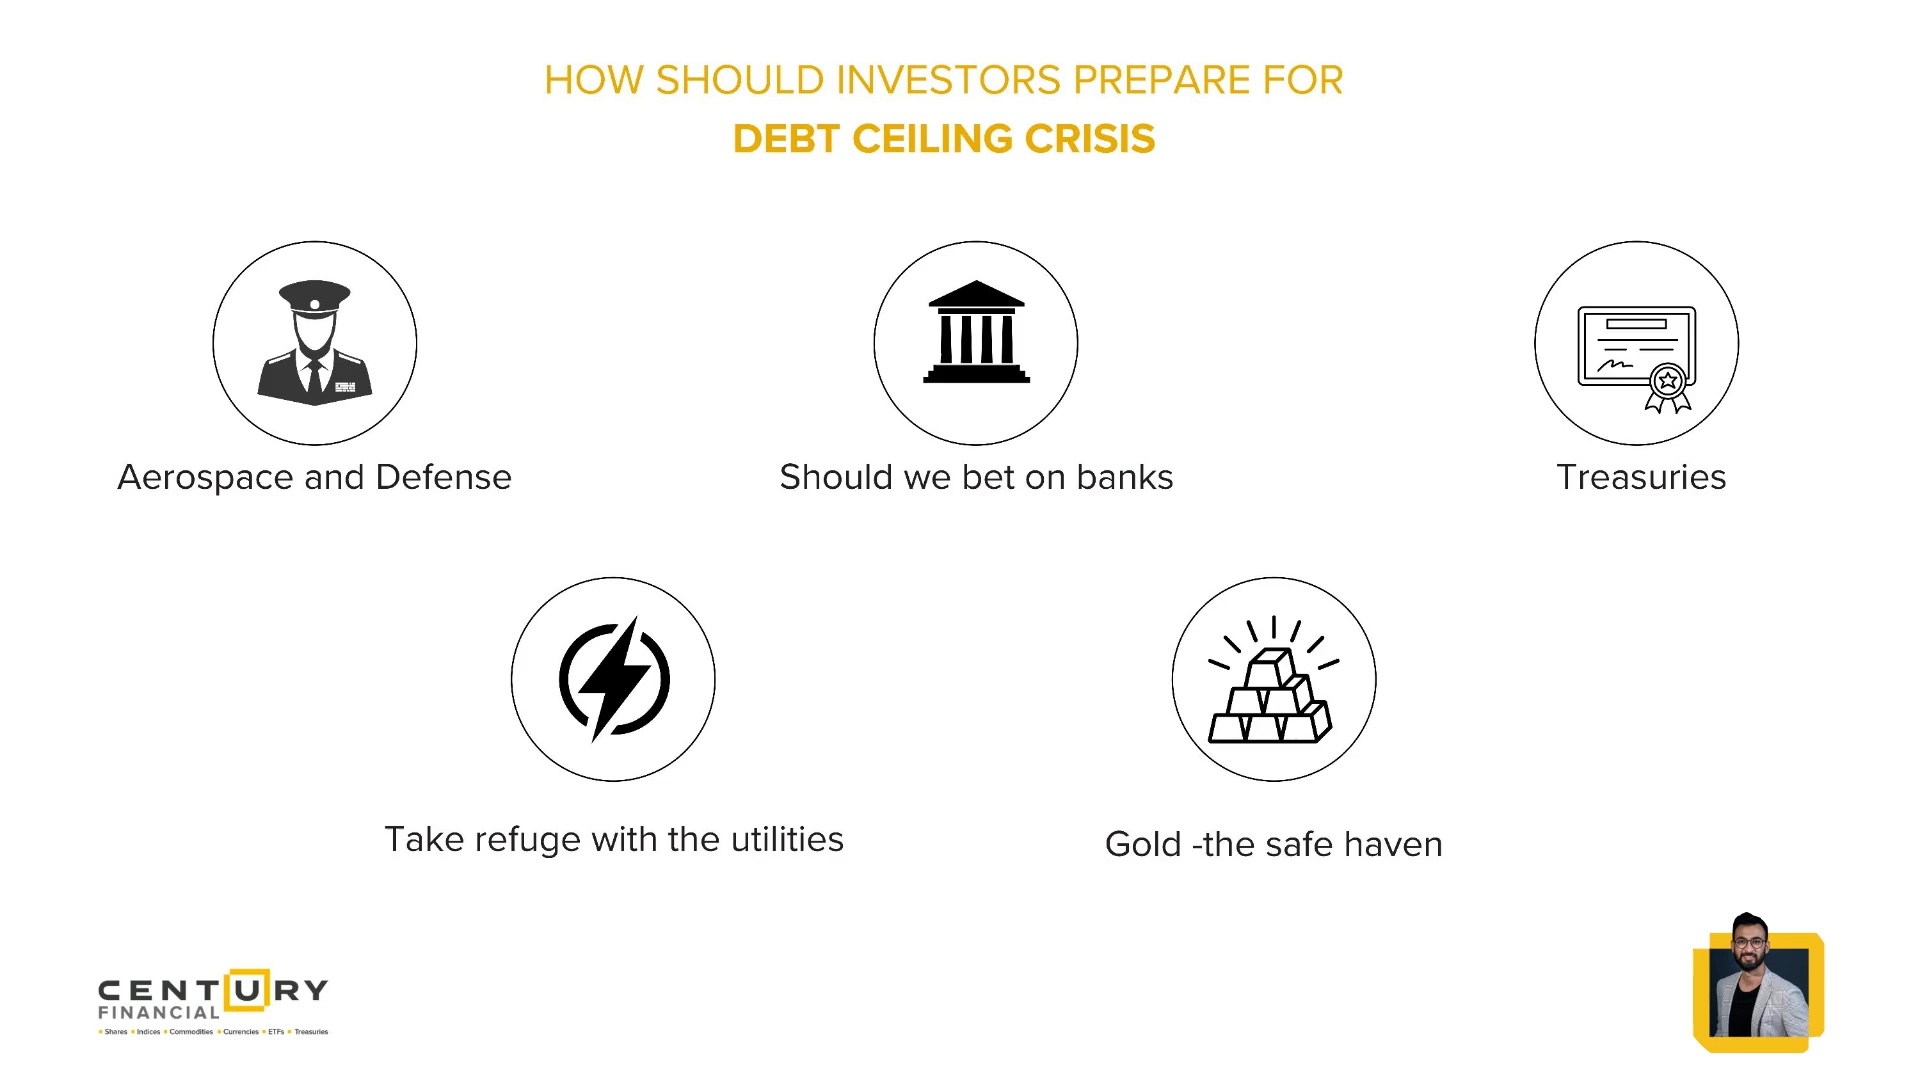 HOW SHOULD INVESTORS PREPARE FOR
DEBT CEILING CRISIS
Aerospace and Defense
Should we bet on banks
Treasuries
Take refuge with the utilities
Gold -the safe haven
CENTURY
FINANCIAL
Shares Indices Commodities Currencies ETFs Treasuries